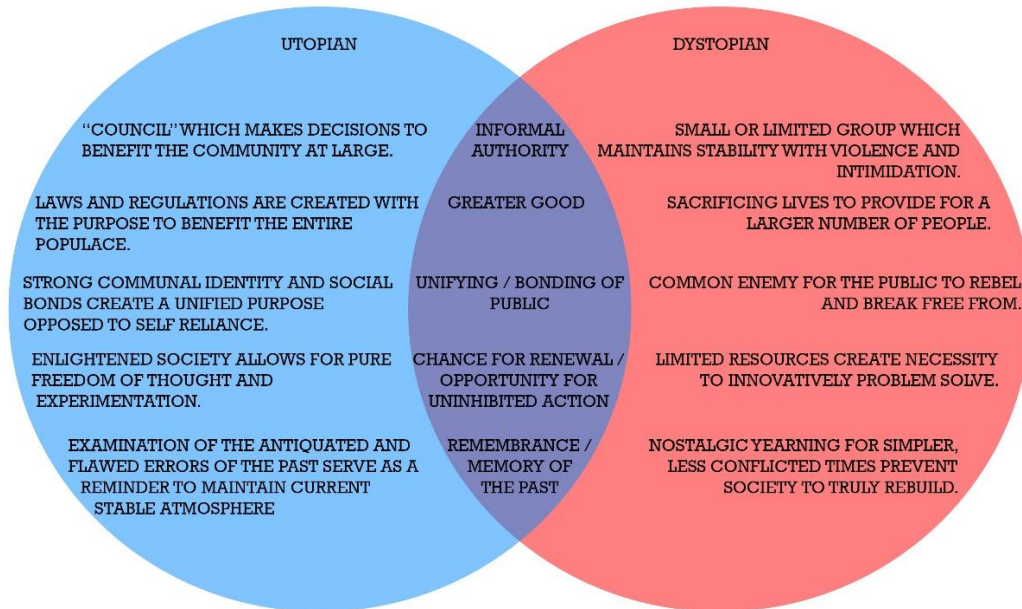 UTOPIAN
DYSTOPIAN
"COUNCIL" WHICH MAKES DECISIONS TO
BENEFIT THE COMMUNITY AT LARGE.
INFORMAL
AUTHORITY
SMALL OR LIMITED GROUP WHICH
MAINTAINS STABILITY WITH VIOLENCE AND
INTIMIDATION.
LAWS AND REGULATIONS ARE CREATED WITH
THE PURPOSE TO BENEFIT THE ENTIRE
POPULACE.
GREATER GOOD
SACRIFICING LIVES TO PROVIDE FOR A
LARGER NUMBER OF PEOPLE.
STRONG COMMUNAL IDENTITY AND SOCIAL
BONDS CREATE A UNIFIED PURPOSE
OPPOSED TO SELF RELIANCE.
UNIFYING / BONDING OF
PUBLIC
COMMON ENEMY FOR THE PUBLIC TO REBEL
AND BREAK FREE FROM.
ENLIGHTENED SOCIETY ALLOWS FOR PURE
FREEDOM OF THOUGHT AND
EXPERIMENTATION.
CHANCE FOR RENEWAL /
OPPORTUNITY FOR
UNINHIBITED ACTION
LIMITED RESOURCES CREATE NECESSITY
TO INNOVATIVELY PROBLEM SOLVE.
EXAMINATION OF THE ANTIQUATED AND
FLAWED ERRORS OF THE PAST SERVE AS A
REMINDER TO MAINTAIN CURRENT
STABLE ATMOSPHERE
REMEMBRANCE /
MEMORY OF
THE PAST
NOSTALGIC YEARNING FOR SIMPLER,
LESS CONFLICTED TIMES PREVENT
SOCIETY TO TRULY REBUILD.